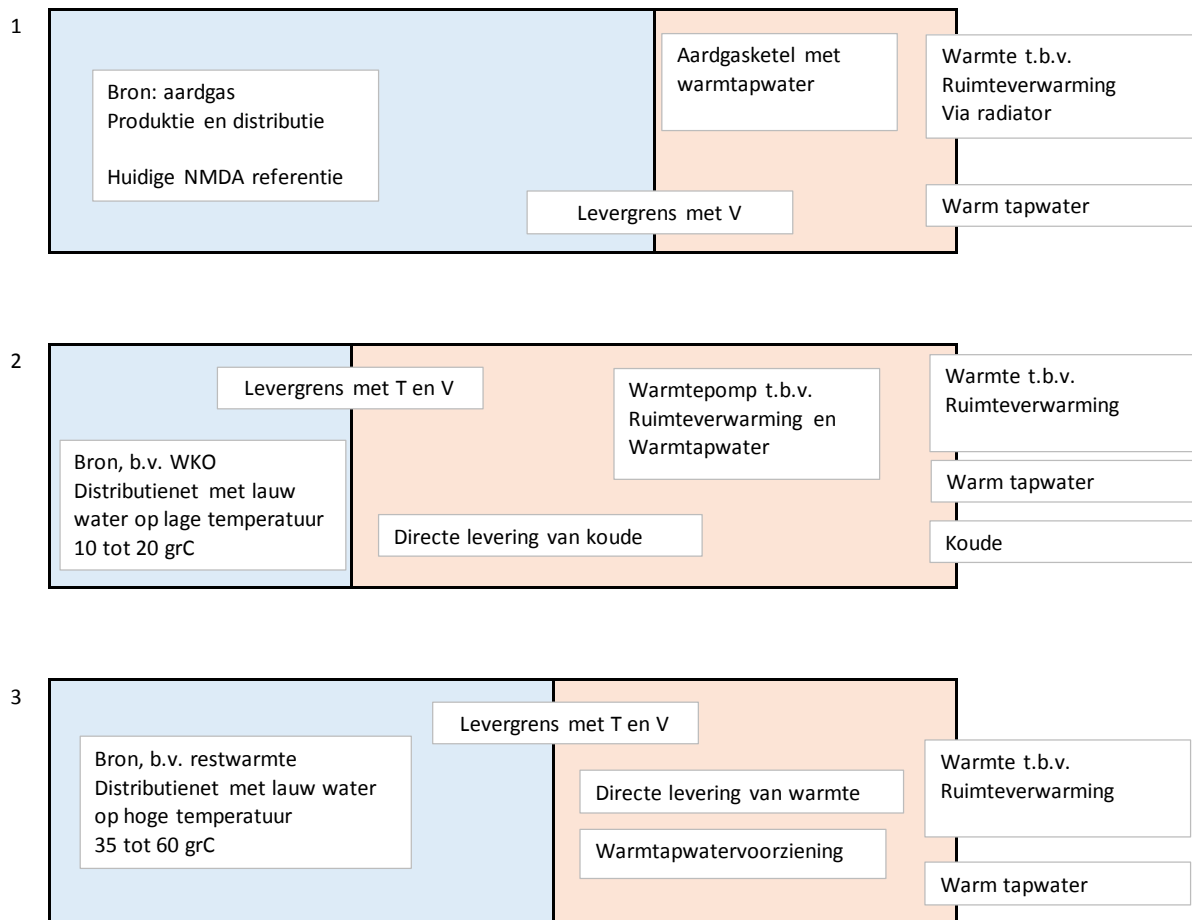 1
Bron: aardgas
Produktie en distributie
Huidige NMDA referentie
Levergrens met V
Aardgasketel met
warmtapwater
Warmte t.b.v.
Ruimteverwarming
Via radiator
Warm tapwater
2
Levergrens met T en V
Bron, b.v. WKO
Distributienet met lauw
water op lage temperatuur
10 tot 20 grC
Warmtepomp t.b.v.
Ruimteverwarming en
Warmtapwater
Directe levering van koude
Warmte t.b.v.
Ruimteverwarming
Warm tapwater
Koude
3
Levergrens met T en V
Bron, b.v. restwarmte
Distributienet met lauw water
op hoge temperatuur
35 tot 60 grC
Directe levering van warmte
Warmtapwatervoorziening
Warmte t.b.v.
Ruimteverwarming
Warm tapwater